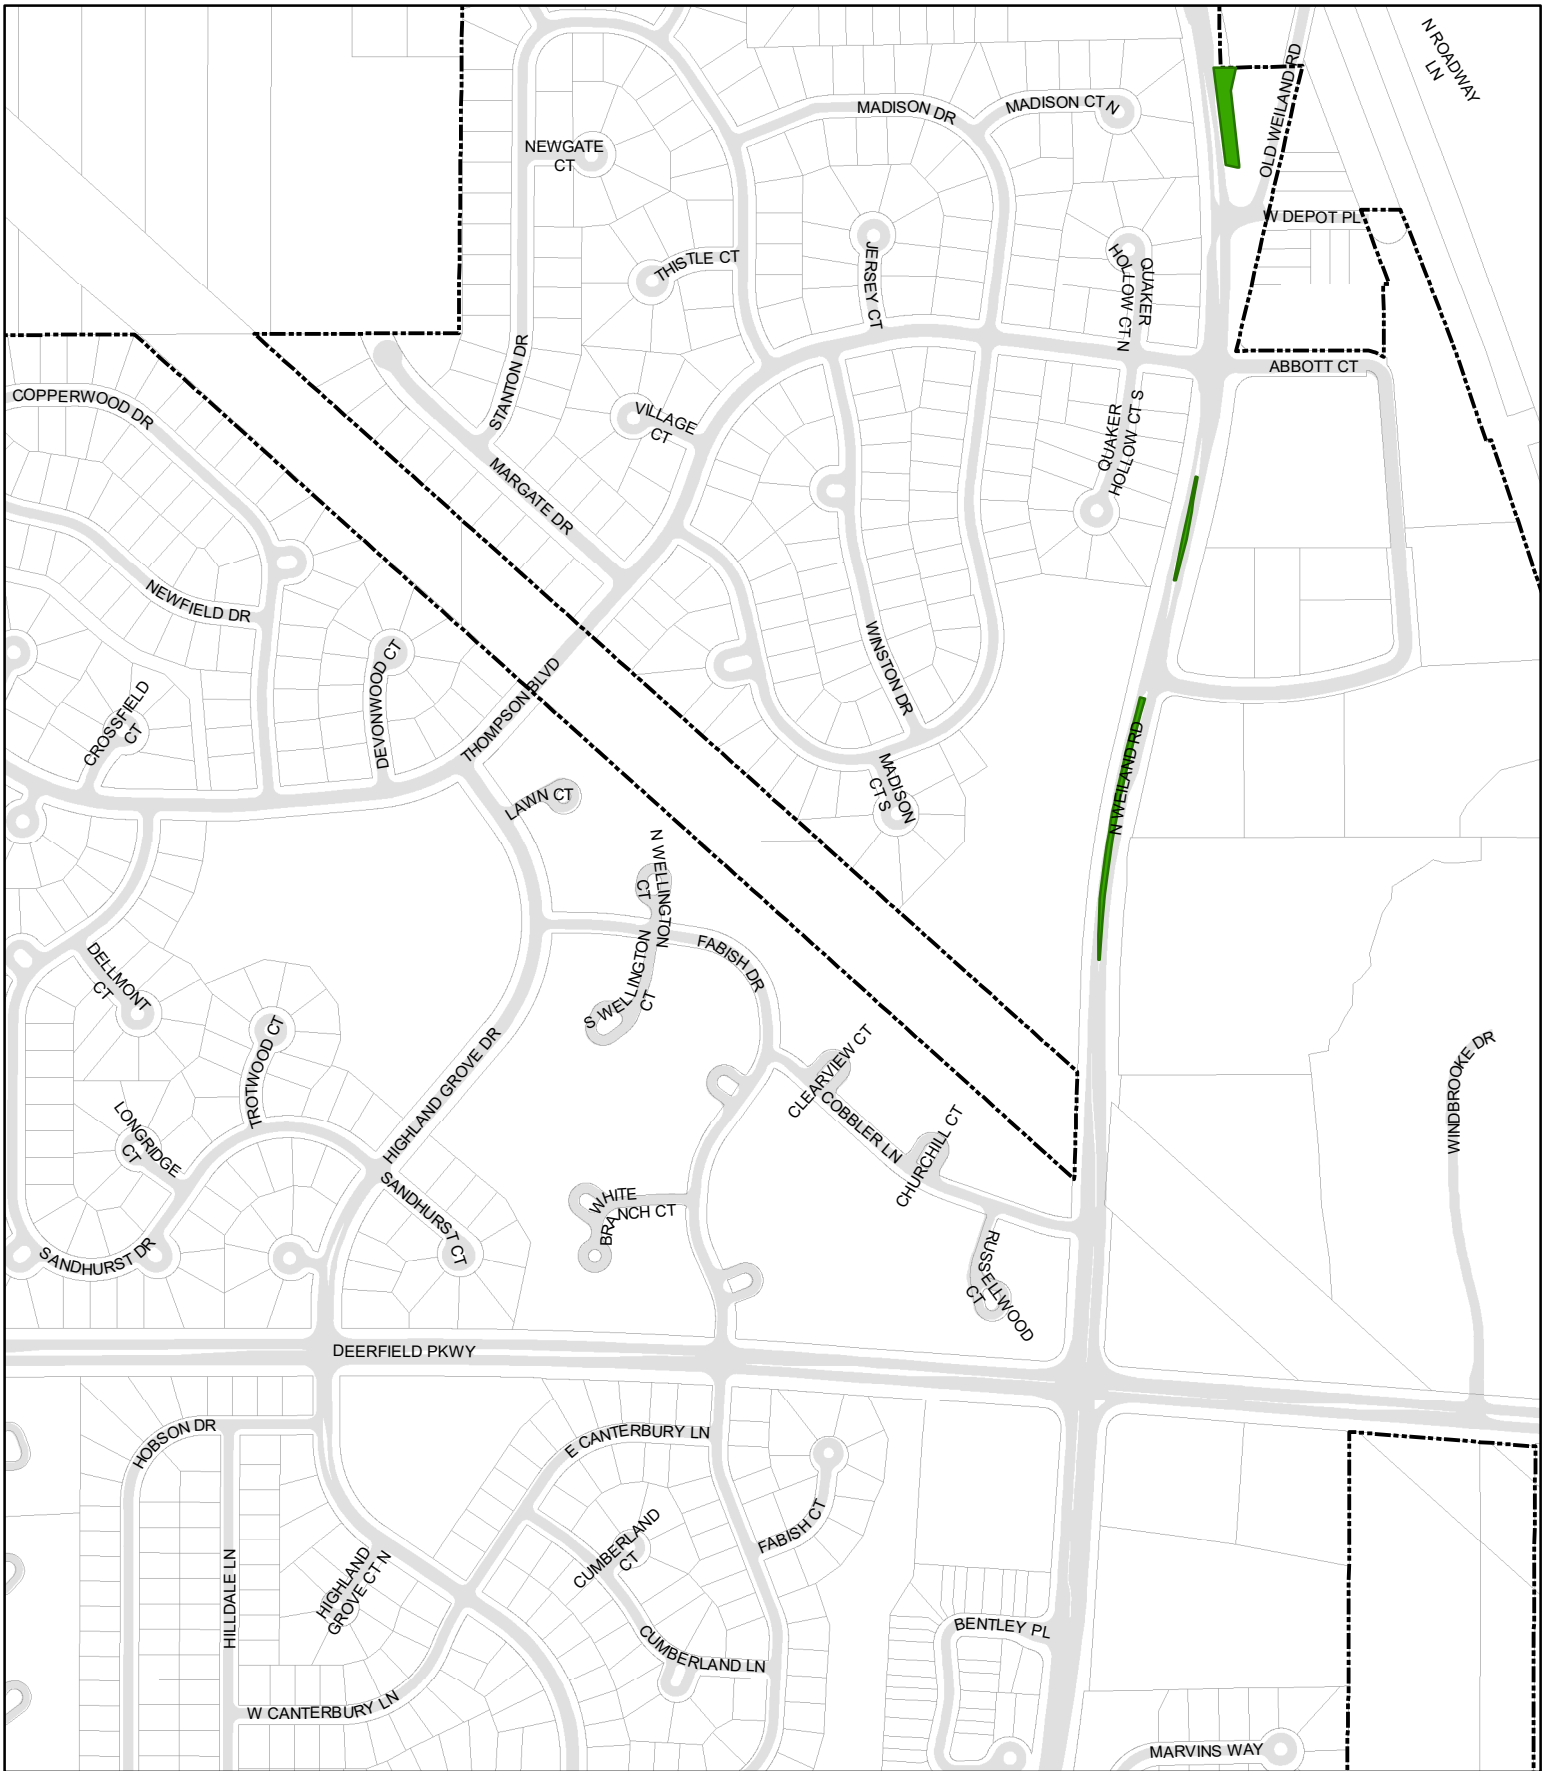 N ROADWAY
LN
OLD WEILAND RD
MADISON DR
MADISON CT N
NEWGATE
CT
W DEPOT PL
THISTLE CT
JERSEY CT
QUAKER
HOLLOW CT N
ABBOTT CT
STANTON DR
COPPERWOOD DR
VILLAGE
CT
QUAKER
HOLLOW CT S
MARGATE DR
NEWFIELD DR
WINSTON DR
DEVONWOOD CT
THOMPSON BLVD
CROSSFIELD
CT
N WEILAND RD
MADISON
CT S
LAWN CT
N WELLINGTON
CT
FABISH DR
S WELLINGTON
CT
DELLMONT
CT
TROTWOOD CT
HIGHLAND GROVE DR
CLEARVIEW CT
COBBLER LN
CHURCHILL CT
WINDBROOKE DR
LONGRIDGE
CT
SANDHURST CT
WHITE
BRANCH CT
SANDHURST DR
RUSSELLWOOD
CT
DEERFIELD PKWY
HOBSON DR
E CANTERBURY LN
FABISH CT
CUMBERLAND
CT
HIGHLAND
GROVE CT N
HILLDALE LN
CUMBERLAND LN
BENTLEY PL
W CANTERBURY LN
MARVINS WAY